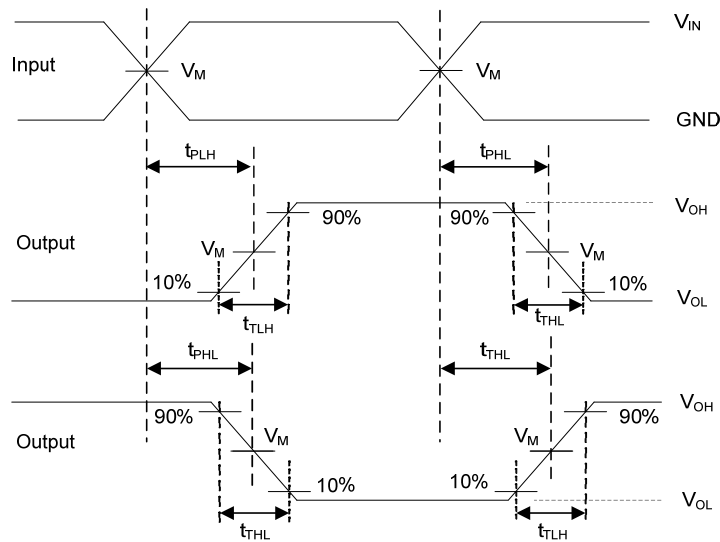 V_IN
Input
V_M
V_M
GND
t_PLH
t_PHL
V_OH
90%
90%
Output
V_M
V_M
10%
10%
V_OL
t_TLH
t_THL
t_PHL
t_THL
V_OH
90%
90%
Output
V_M
V_M
10%
10%
V_OL
t_THL
t_TLH